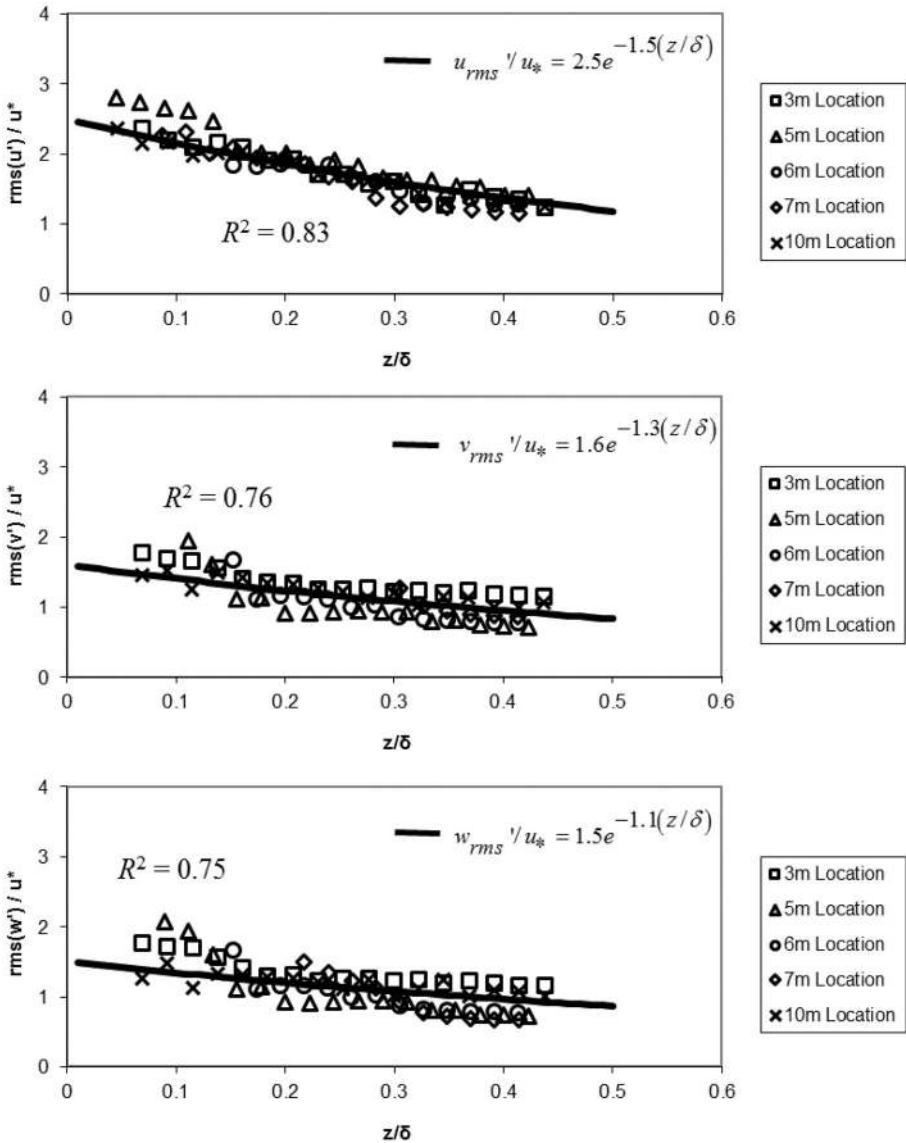 4
u_rms'/u_* = 2.5e^{-1.5(z/δ)}
3
rms(u') / u*
2
1
R² = 0.83
0
0 0.1 0.2 0.3 0.4 0.5 0.6
z/δ
3m Location
5m Location
6m Location
7m Location
10m Location
4
v_rms'/u_* = 1.6e^{-1.3(z/δ)}
3
R² = 0.76
rms(v') / u*
2
1
0
0 0.1 0.2 0.3 0.4 0.5 0.6
z/δ
3m Location
5m Location
6m Location
7m Location
10m Location
4
w_rms'/u_* = 1.5e^{-1.1(z/δ)}
3
R² = 0.75
rms(w') / u*
2
1
0
0 0.1 0.2 0.3 0.4 0.5 0.6
z/δ
3m Location
5m Location
6m Location
7m Location
10m Location